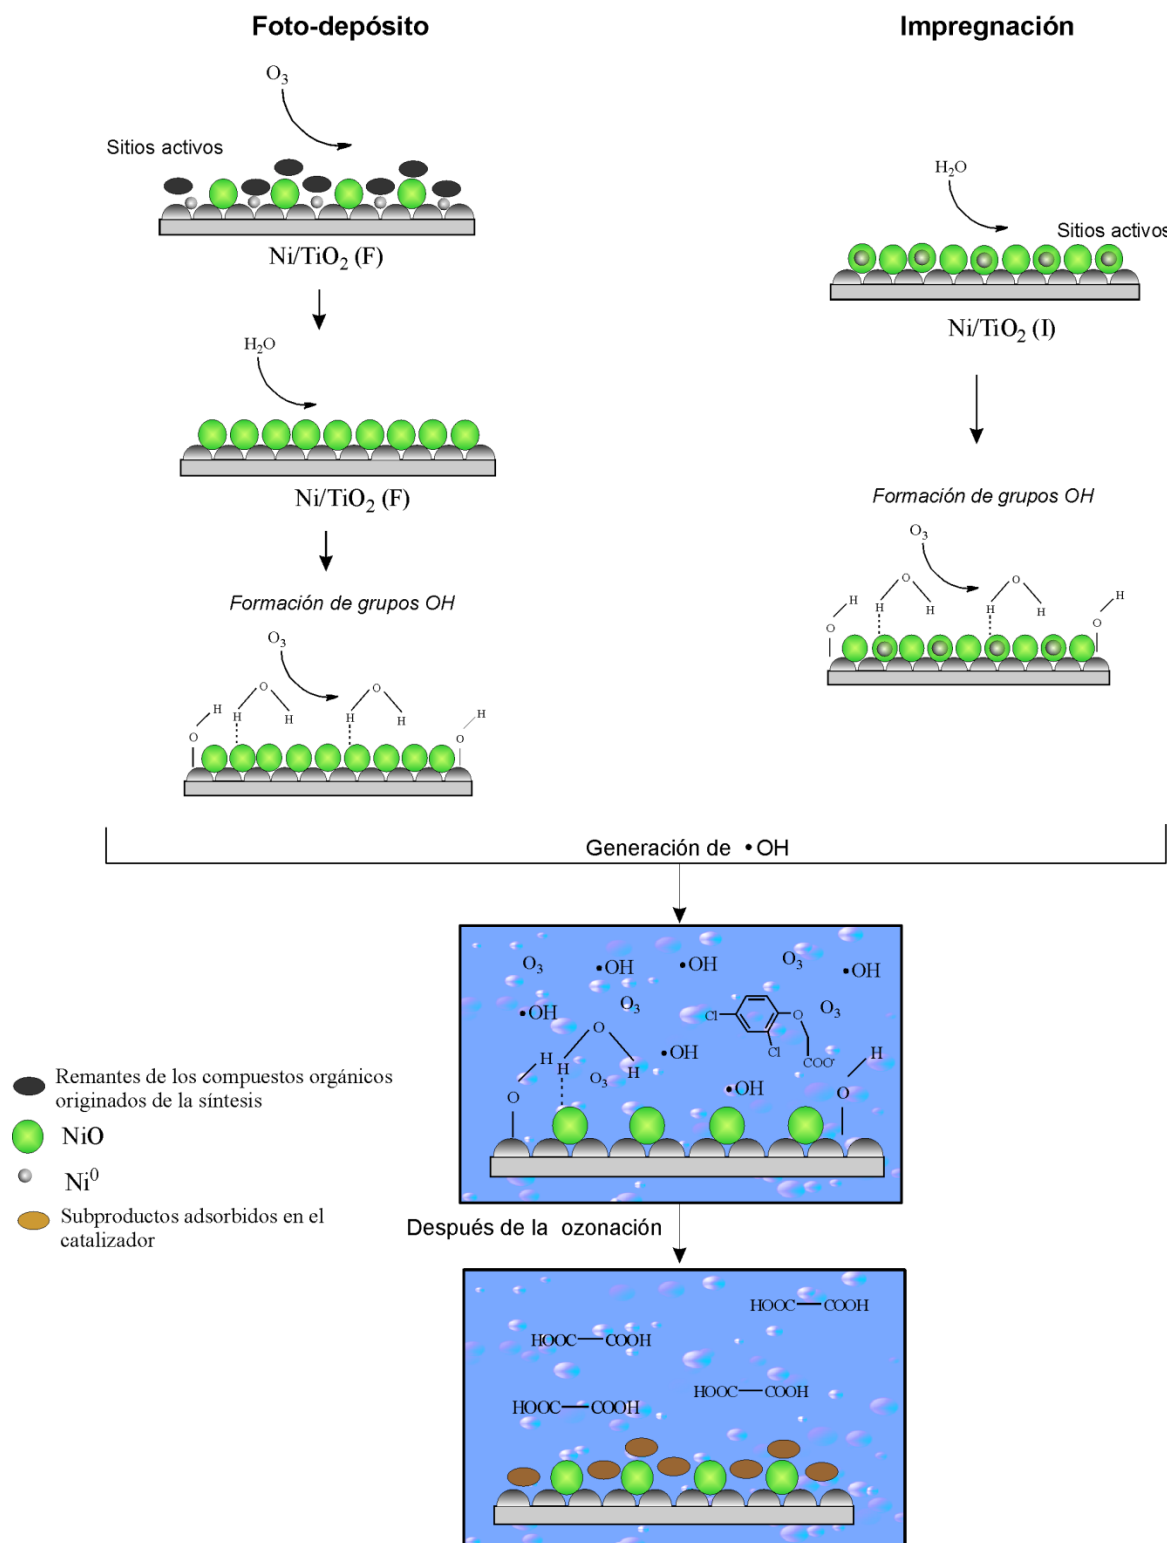 Foto-depósito
Impregnación
O3
Sitios activos
Ni/TiO2 (F)
H2O
Sitios activos
Ni/TiO2 (I)
H2O
Ni/TiO2 (F)
Formación de grupos OH
O3
O
H
H
O
H
H
H
O
H
O
Formación de grupos OH
O3
O
H
H
O
H
H
H
O
H
O
Generación de •OH
O3
•OH
•OH
O3
•OH
•OH
O3
O
Cl
O
O3
Cl
COO-
•OH
H
H
H
O3
•OH
H
O
O
Remantes de los compuestos orgánicos
originados de la síntesis
NiO
Ni0
Subproductos adsorbidos en el
catalizador
Después de la ozonación
HOOC—COOH
HOOC—COOH
HOOC—COOH
HOOC—COOH